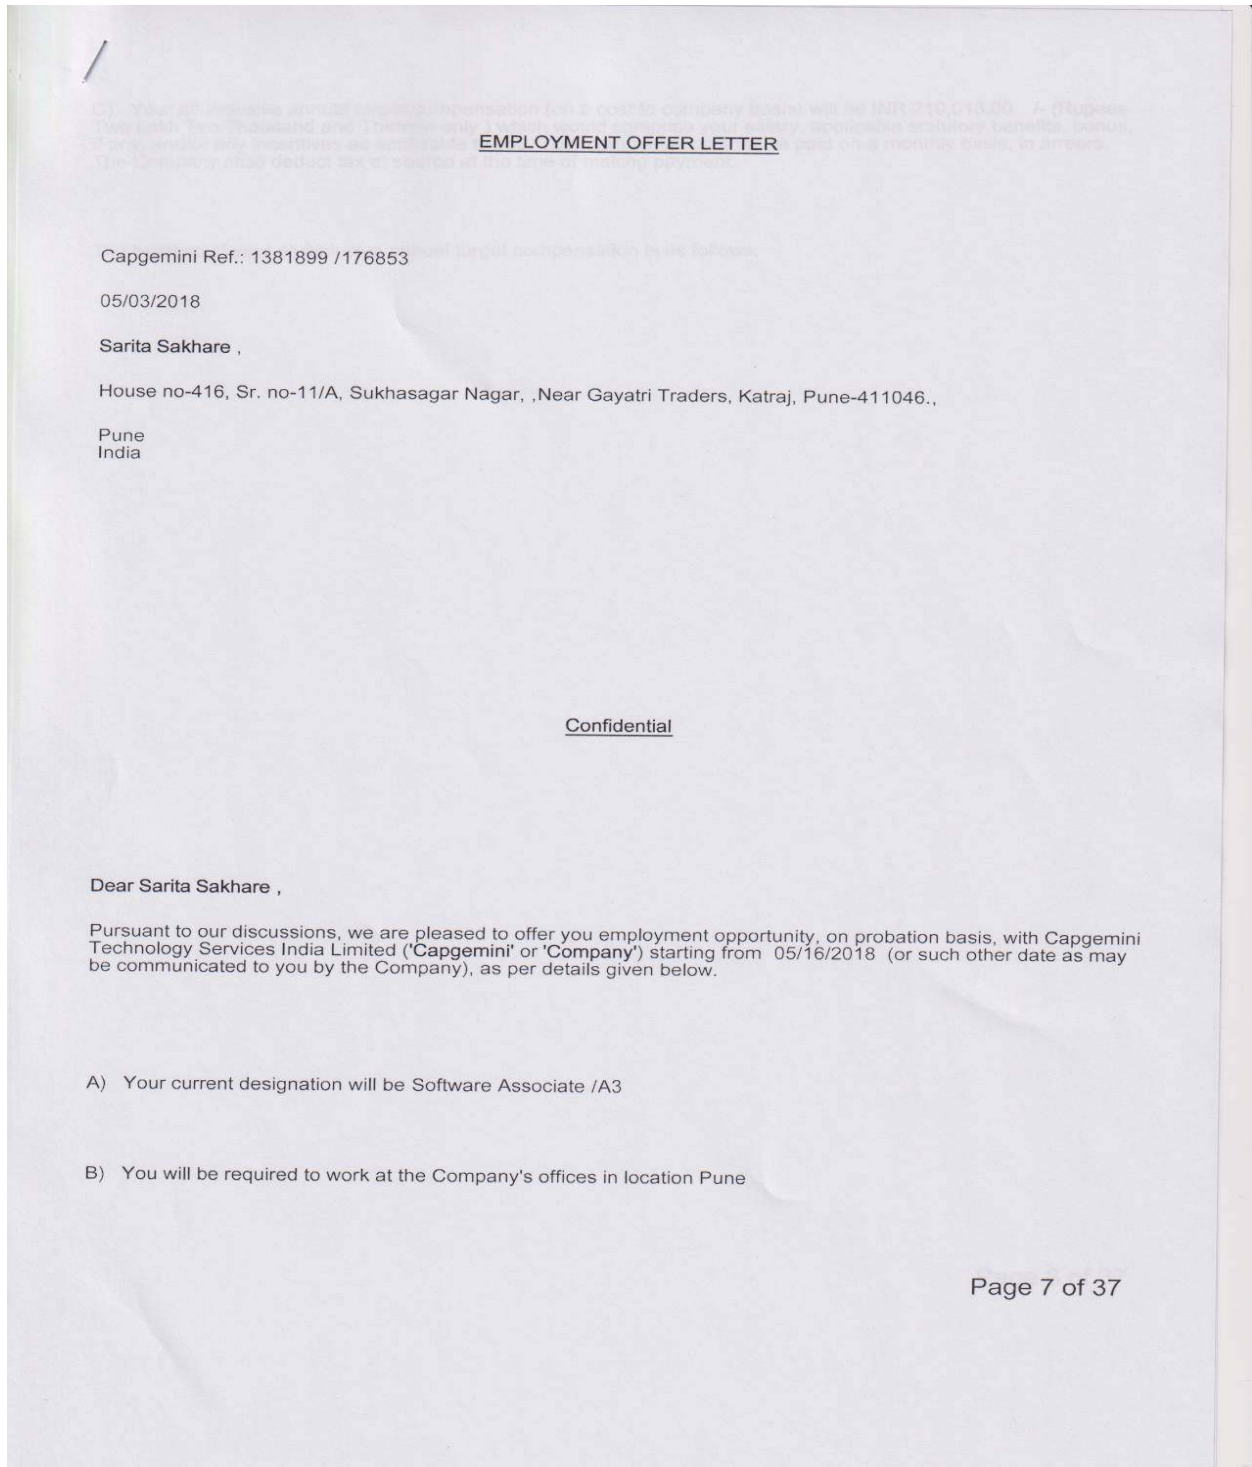 EMPLOYMENT OFFER LETTER
Capgemini Ref.: 1381899 /176853
05/03/2018
Sarita Sakhare ,
House no-416, Sr. no-11/A, Sukhasagar Nagar, ,Near Gayatri Traders, Katraj, Pune-411046.,
Pune
India
Confidential
Dear Sarita Sakhare ,
Pursuant to our discussions, we are pleased to offer you employment opportunity, on probation basis, with Capgemini
Technology Services India Limited ('Capgemini' or 'Company') starting from 05/16/2018 (or such other date as may
be communicated to you by the Company), as per details given below.
A) Your current designation will be Software Associate /A3
B) You will be required to work at the Company's offices in location Pune
Page 7 of 37